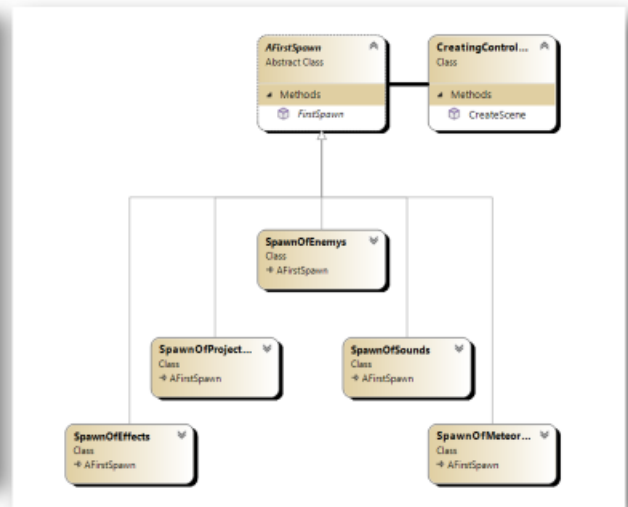 AFirstSpawn
Abstract Class
Methods
FirstSpawn
CreatingControl...
Class
Methods
CreateScene
SpawnOfEnemys
Class
AFirstSpawn
SpawnOfProject...
Class
AFirstSpawn
SpawnOfSounds
Class
AFirstSpawn
SpawnOfEffects
Class
AFirstSpawn
SpawnOfMeteor...
Class
AFirstSpawn